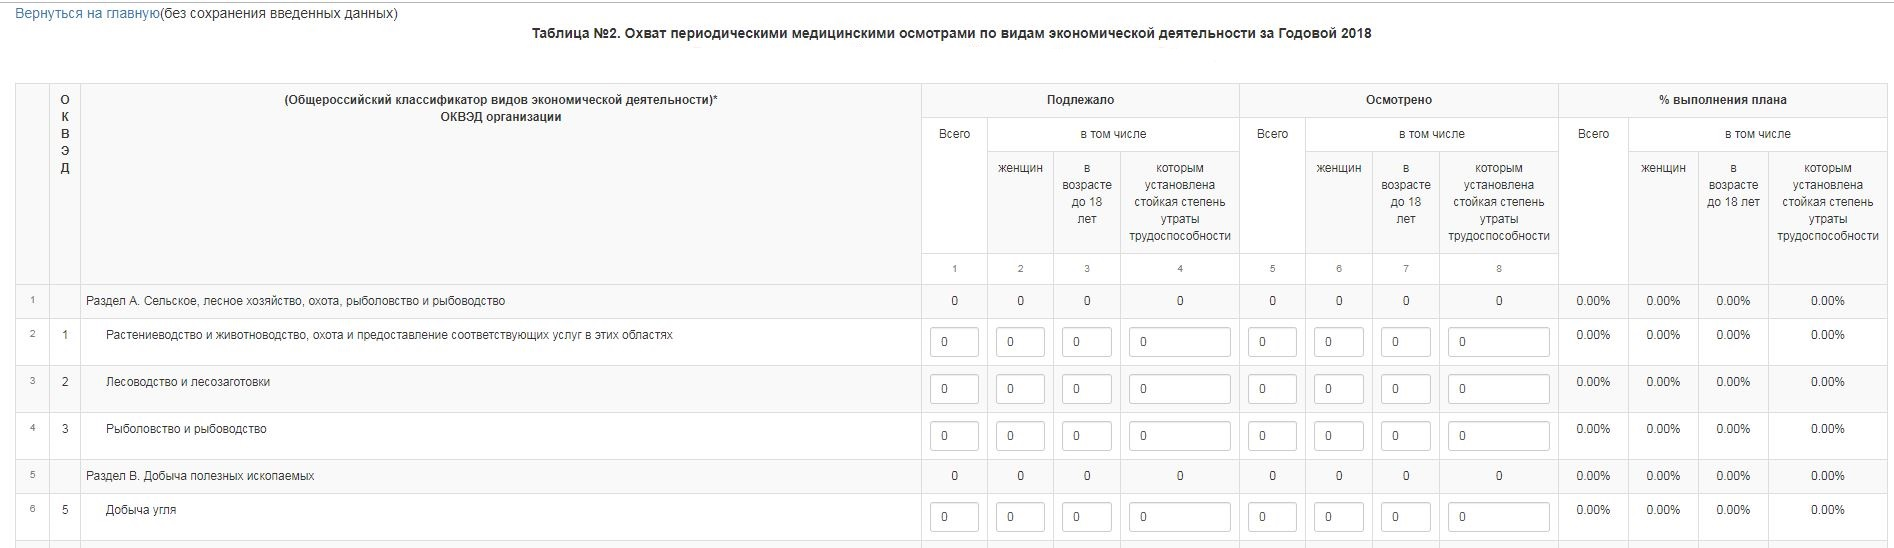 Вернуться на главную(без сохранения введенных данных)
Таблица №2. Охват периодическими медицинскими осмотрами по видам экономической деятельности за Годовой 2018
О
К
В
Э
Д
(Общероссийский классификатор видов экономической деятельности)*
ОКВЭД организации
Подлежало
Осмотрено
% выполнения плана
Всего
в том числе
Всего
в том числе
Всего
в том числе
женщин
в
возрасте
до 18
лет
которым
установлена
стойкая степень
утраты
трудоспособности
женщин
в
возрасте
до 18
лет
которым
установлена
стойкая степень
утраты
трудоспособности
женщин
в
возрасте
до 18 лет
которым
установлена
стойкая степень
утраты
трудоспособности
1 2 3 4 5 6 7 8
1 Раздел А. Сельское, лесное хозяйство, охота, рыболовство и рыбоводство 0 0 0 0 0 0 0 0 0.00% 0.00% 0.00% 0.00%
2 1 Растениеводство и животноводство, охота и предоставление соответствующих услуг в этих областях 0 0 0 0 0 0 0 0 0.00% 0.00% 0.00% 0.00%
3 2 Лесоводство и лесозаготовки 0 0 0 0 0 0 0 0 0.00% 0.00% 0.00% 0.00%
4 3 Рыболовство и рыбоводство 0 0 0 0 0 0 0 0 0.00% 0.00% 0.00% 0.00%
5 Раздел В. Добыча полезных ископаемых 0 0 0 0 0 0 0 0 0.00% 0.00% 0.00% 0.00%
6 5 Добыча угля 0 0 0 0 0 0 0 0 0.00% 0.00% 0.00% 0.00%